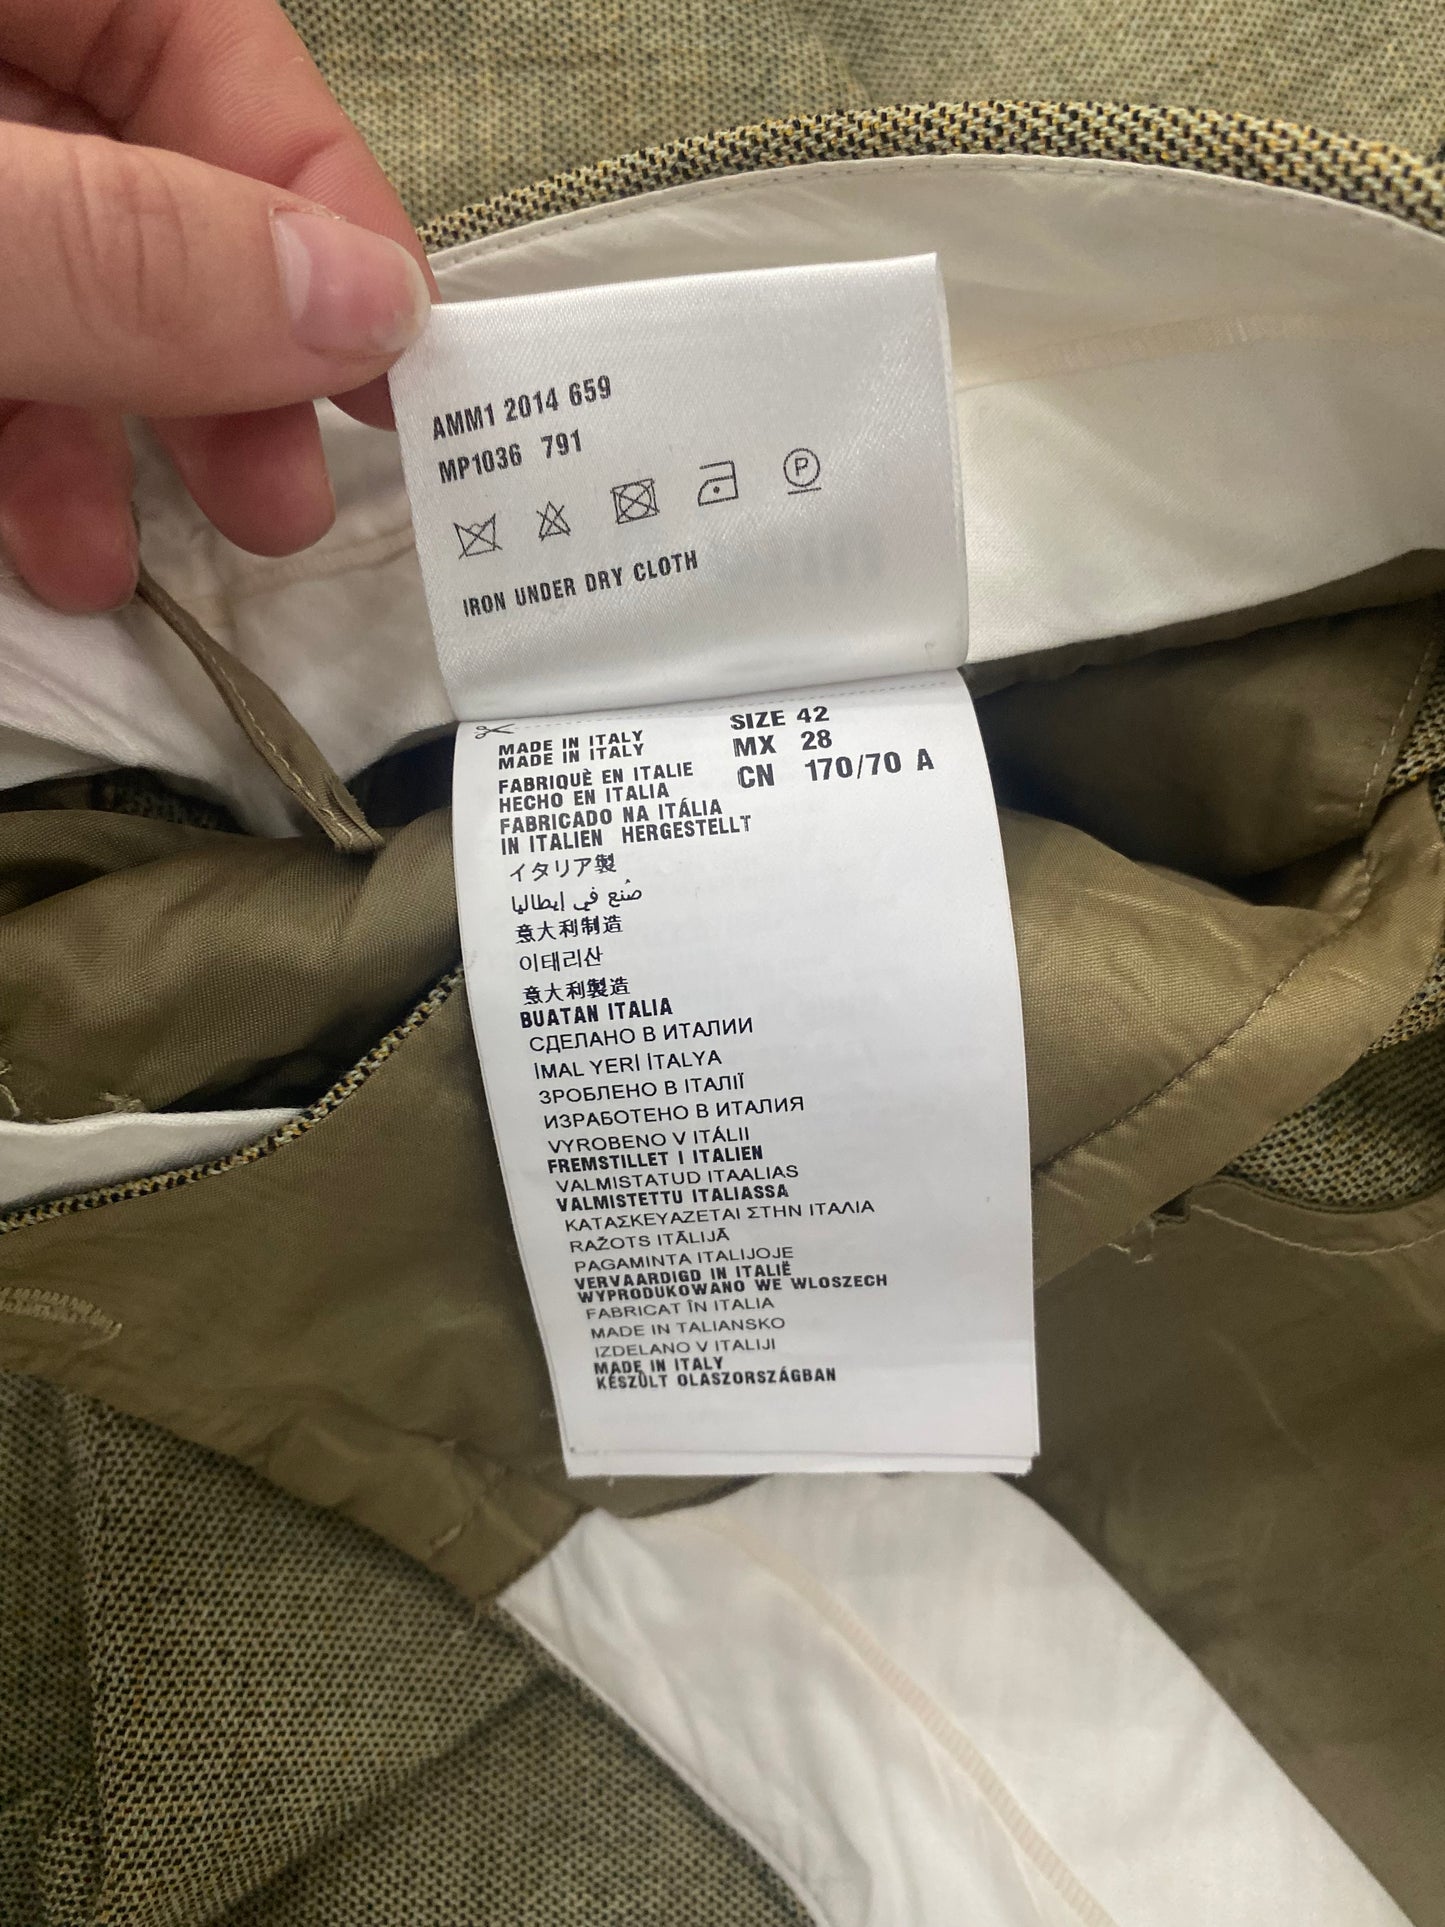 AMM1 2014 659
MP1036 791
P
IRON UNDER DRY CLOTH
SIZE 42
MX 28
CN 170/70 A
MADE IN ITALY
MADE IN ITALY
FABRIQUÈ EN ITALIE
HECHO EN ITALIA
FABRICADO NA ITÁLIA
IN ITALIEN HERGESTELLT
イタリア製
صُنع في إيطاليا
意大利制造
이태리산
意大利製造
BUATAN ITALIA
СДЕЛАНО В ИТАЛИИ
İMAL YERİ İTALYA
ЗРОБЛЕНО В ІТАЛІЇ
ИЗРАБОТЕНО В ИТАЛИЯ
VYROBENO V ITÁLII
FREMSTILLET I ITALIEN
VALMISTATUD ITAALIAS
VALMISTETTU ITALIASSA
ΚΑΤΑΣΚΕΥΑΖΕΤΑΙ ΣΤΗΝ ΙΤΑΛΙΑ
RAŽOTS ITĀLIJĀ
PAGAMINTA ITALIJOJE
VERVAARDIGD IN ITALIË
WYPRODUKOWANO WE WLOSZECH
FABRICAT ÎN ITALIA
MADE IN TALIANSKO
IZDELANO V ITALIJI
MADE IN ITALY
KÉSZÜLT OLASZORSZÁGBAN